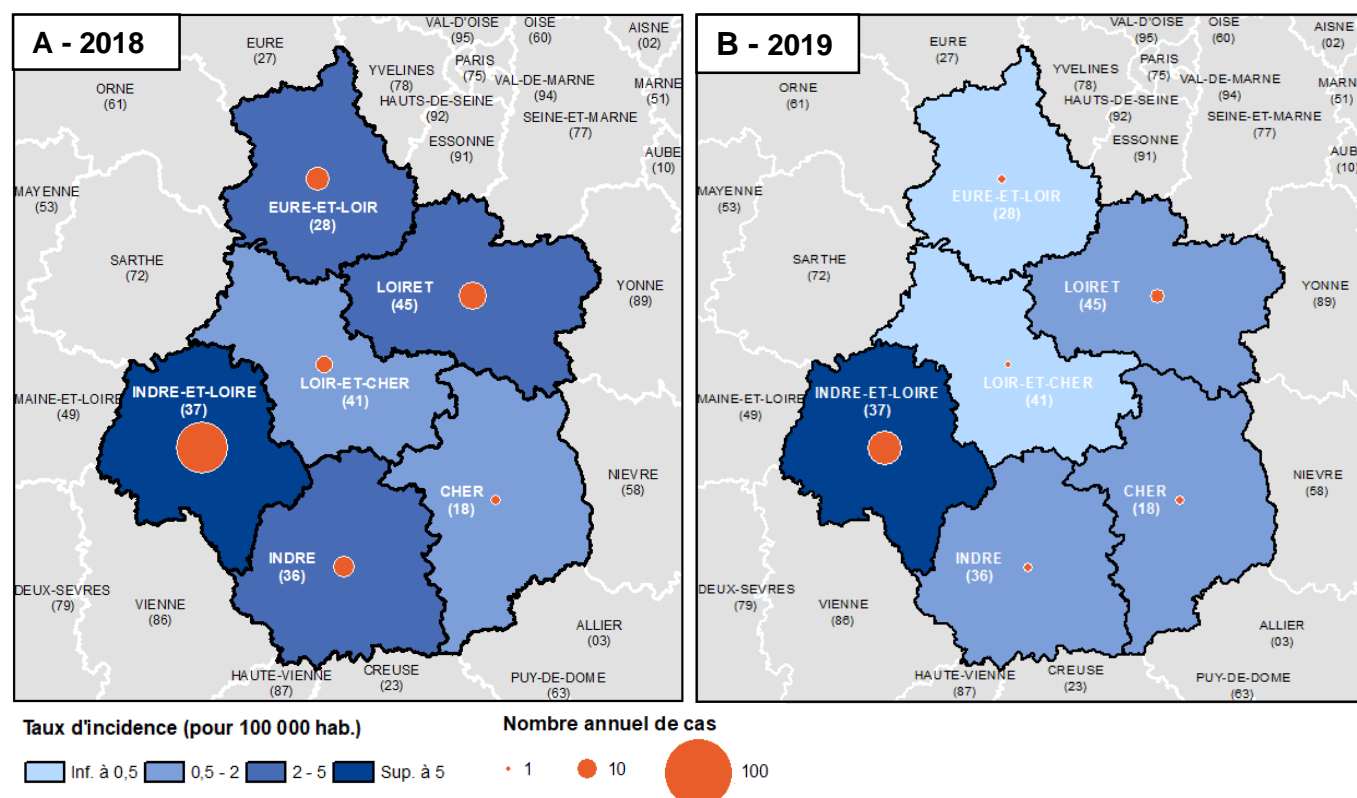 A - 2018
EURE
(27)
VAL-D'OISE
(95)
OISE
(60)
AISNE
(02)
ORNE
(61)
YVELINES
(78)
PARIS
(75)
HAUTS-DE-SEINE
(92)
VAL-DE-MARNE
(94)
MARNE
(51)
SEINE-ET-MARNE
(77)
ESSONNE
(91)
AUBE
(10)
MAYENNE
(53)
EURE-ET-LOIR
(28)
SARTHE
(72)
LOIRET
(45)
YONNE
(89)
LOIR-ET-CHER
(41)
INDRE-ET-LOIRE
(37)
MAINE-ET-LOIRE
(49)
CHER
(18)
NIEVRE
(58)
INDRE
(36)
DEUX-SEVRES
(79)
VIENNE
(86)
ALLIER
(03)
HAUTE-VIENNE
(87)
CREUSE
(23)
PUY-DE-DOME
(63)
B - 2019
EURE
(27)
VAL-D'OISE
(95)
OISE
(60)
AISNE
(02)
ORNE
(61)
YVELINES
(78)
PARIS
(75)
HAUTS-DE-SEINE
(92)
VAL-DE-MARNE
(94)
MARNE
(51)
SEINE-ET-MARNE
(77)
ESSONNE
(91)
AUBE
(10)
MAYENNE
(53)
EURE-ET-LOIR
(28)
SARTHE
(72)
LOIRET
(45)
YONNE
(89)
LOIR-ET-CHER
(41)
INDRE-ET-LOIRE
(37)
MAINE-ET-LOIRE
(49)
CHER
(18)
NIEVRE
(58)
INDRE
(36)
DEUX-SEVRES
(79)
VIENNE
(86)
ALLIER
(03)
HAUTE-VIENNE
(87)
CREUSE
(23)
PUY-DE-DOME
(63)
Taux d'incidence (pour 100 000 hab.)
Inf. à 0,5 0,5 - 2 2 - 5 Sup. à 5
Nombre annuel de cas
1 10 100